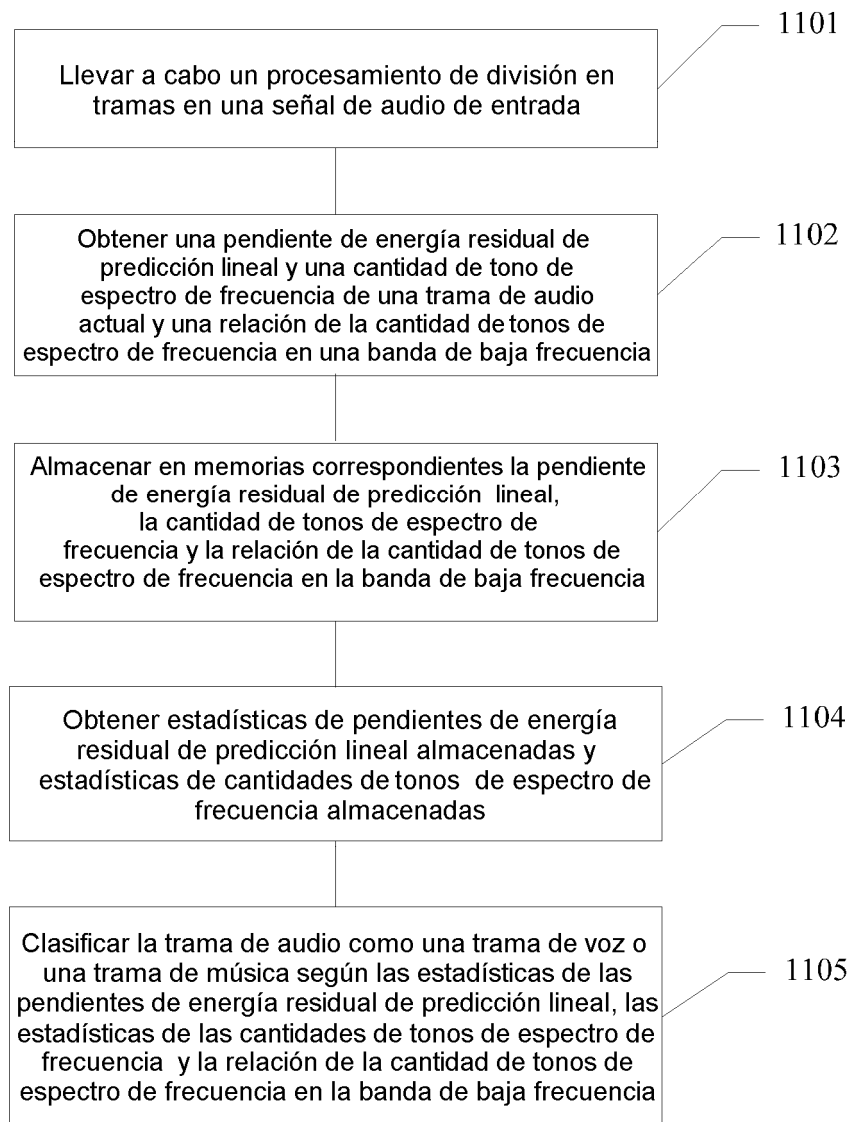 1101
Llevar a cabo un procesamiento de división en
tramas en una señal de audio de entrada
1102
Obtener una pendiente de energía residual de
predicción lineal y una cantidad de tono de
espectro de frecuencia de una trama de audio
actual y una relación de la cantidad de tonos de
espectro de frecuencia en una banda de baja frecuencia
1103
Almacenar en memorias correspondientes la pendiente
de energía residual de predicción lineal,
la cantidad de tonos de espectro de
frecuencia y la relación de la cantidad de tonos de
espectro de frecuencia en la banda de baja frecuencia
1104
Obtener estadísticas de pendientes de energía
residual de predicción lineal almacenadas y
estadísticas de cantidades de tonos de espectro de
frecuencia almacenadas
1105
Clasificar la trama de audio como una trama de voz o
una trama de música según las estadísticas de las
pendientes de energía residual de predicción lineal, las
estadísticas de las cantidades de tonos de espectro de
frecuencia y la relación de la cantidad de tonos de
espectro de frecuencia en la banda de baja frecuencia